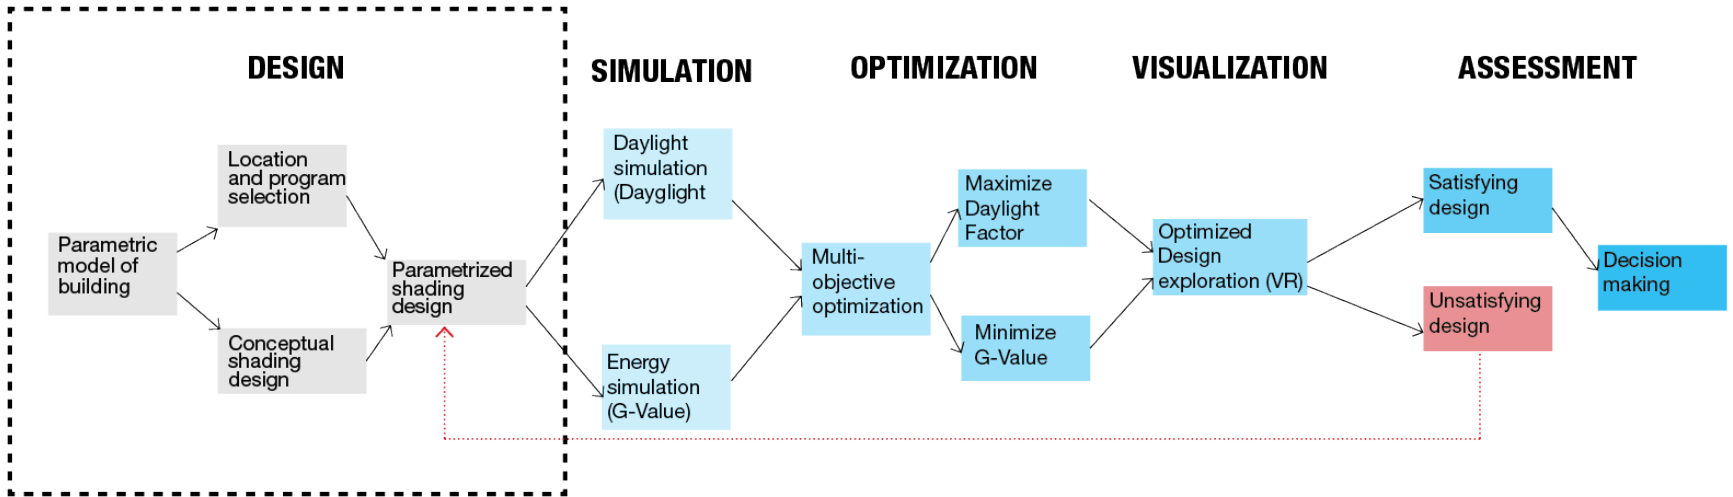 DESIGN
SIMULATION
OPTIMIZATION
VISUALIZATION
ASSESSMENT
Parametric
model of
building
Location
and program
selection
Conceptual
shading
design
Parametrized
shading
design
Daylight
simulation
(Dayglight
Energy
simulation
(G-Value)
Multi-
objective
optimization
Maximize
Daylight
Factor
Minimize
G-Value
Optimized
Design
exploration (VR)
Satisfying
design
Unsatisfying
design
Decision
making